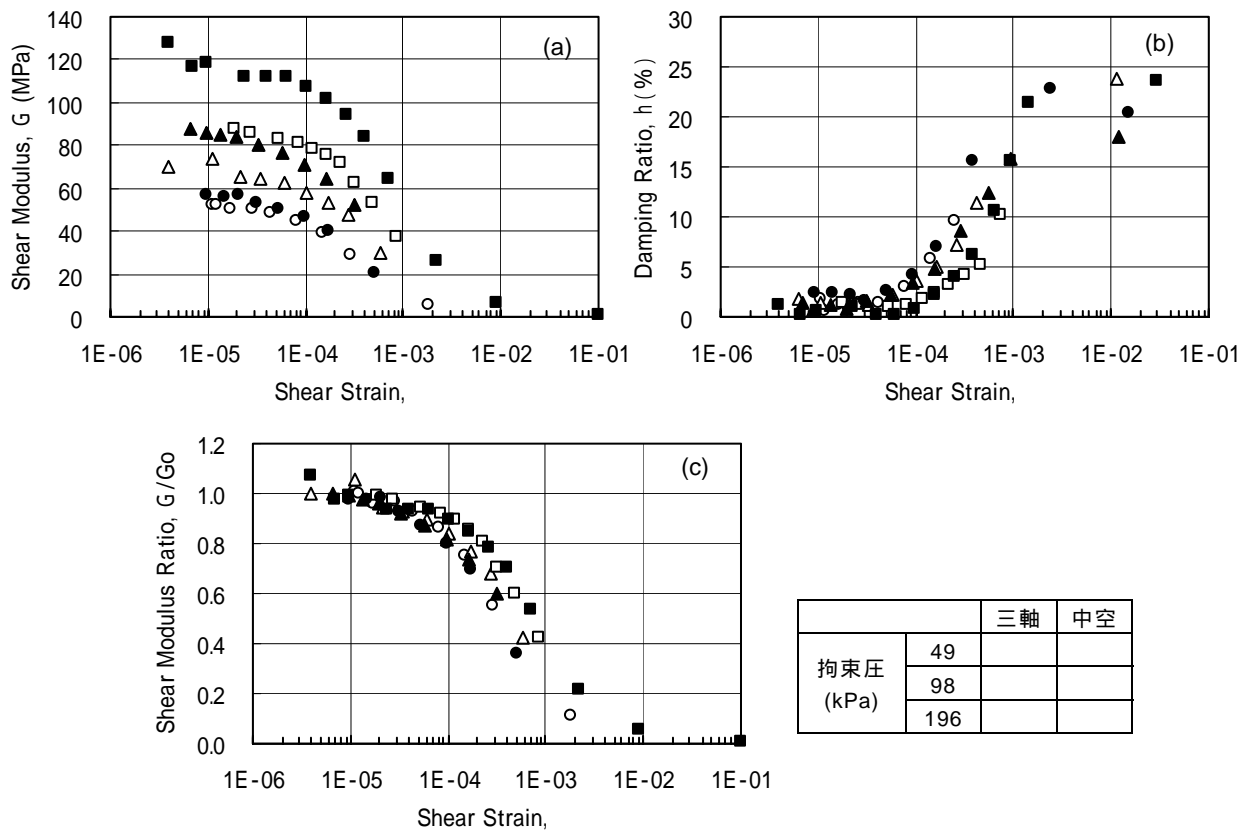 140
120
100
80
60
40
20
0
Shear Modulus, G (MPa)
(a)
1E-06 1E-05 1E-04 1E-03 1E-02 1E-01
Shear Strain,
30
25
20
15
10
5
0
Damping Ratio, h(%)
(b)
1E-06 1E-05 1E-04 1E-03 1E-02 1E-01
Shear Strain,
1.2
1.0
0.8
0.6
0.4
0.2
0.0
Shear Modulus Ratio, G/Go
(c)
1E-06 1E-05 1E-04 1E-03 1E-02 1E-01
Shear Strain,
三軸 中空
拘束圧
(kPa)
49
98
196